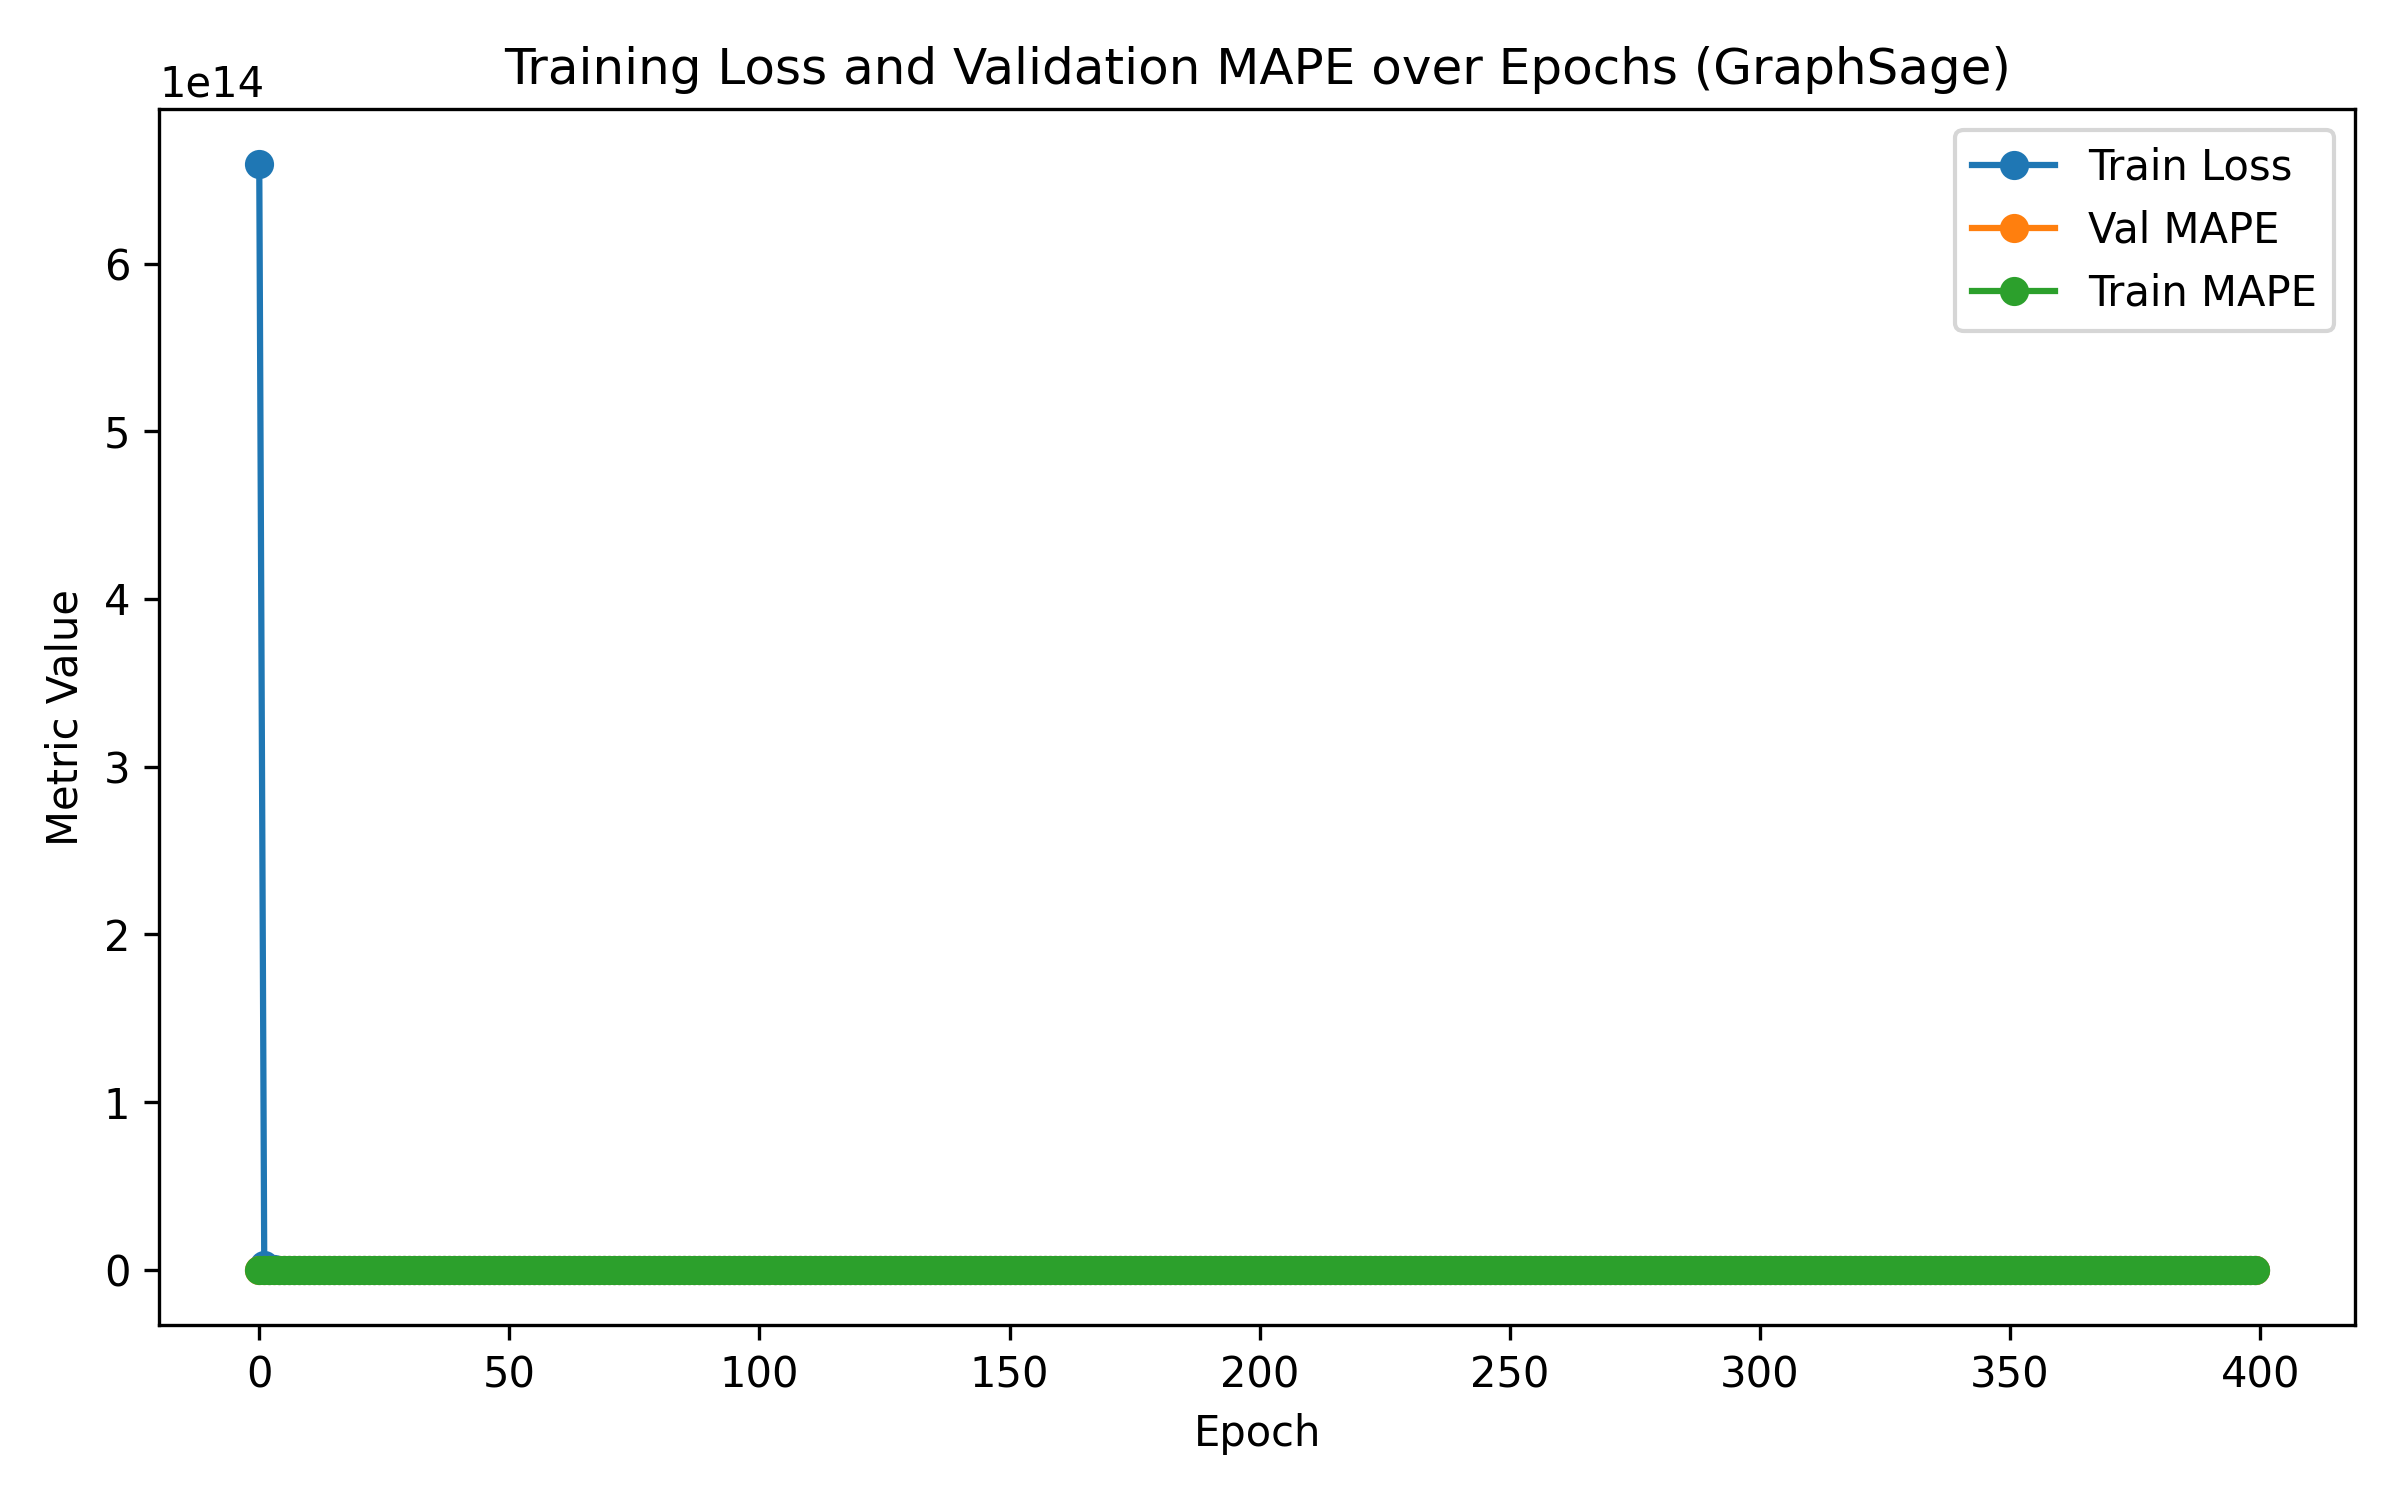 Training Loss and Validation MAPE over Epochs (GraphSage)
1e14
Train Loss
Val MAPE
Train MAPE
6
5
4
3
2
1
0
Metric Value
0 50 100 150 200 250 300 350 400
Epoch